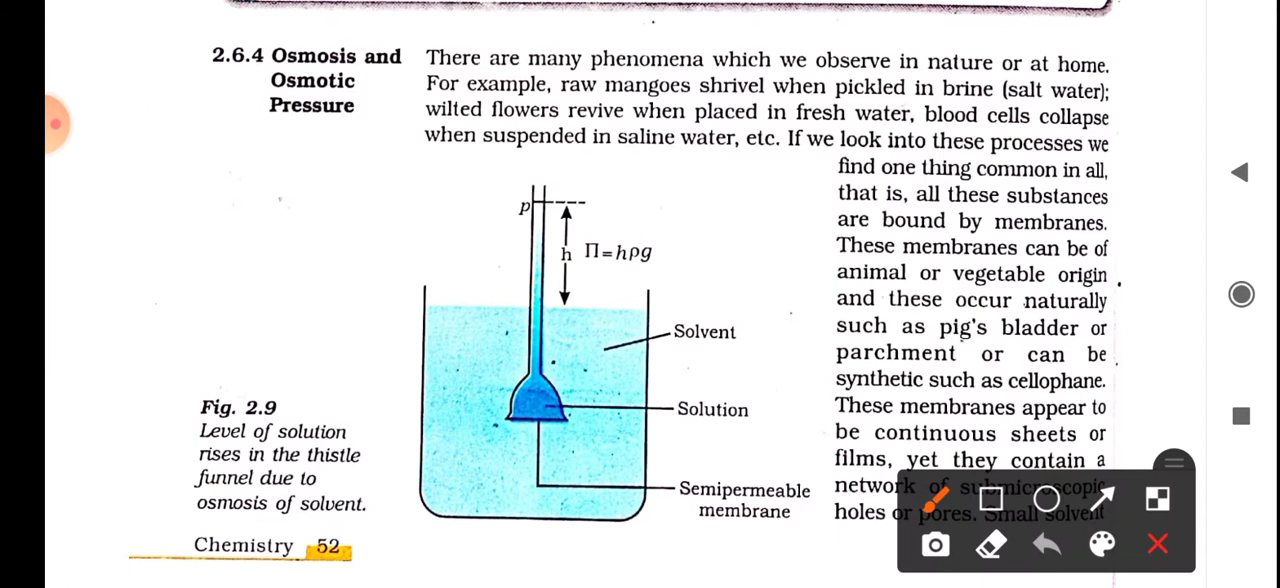 2.6.4 Osmosis and
Osmotic
Pressure
There are many phenomena which we observe in nature or at home.
For example, raw mangoes shrivel when pickled in brine (salt water);
wilted flowers revive when placed in fresh water, blood cells collapse
when suspended in saline water, etc. If we look into these processes we
find one thing common in all,
that is, all these substances
are bound by membranes.
These membranes can be of
animal or vegetable origin
and these occur naturally
such as pig's bladder or
parchment or can be
synthetic such as cellophane.
These membranes appear to
be continuous sheets or
films, yet they contain a
network of submicroscopic
holes or pores. Small solvent
p
h Π=hρg
Solvent
Solution
Semipermeable
membrane
Fig. 2.9
Level of solution
rises in the thistle
funnel due to
osmosis of solvent.
Chemistry 52